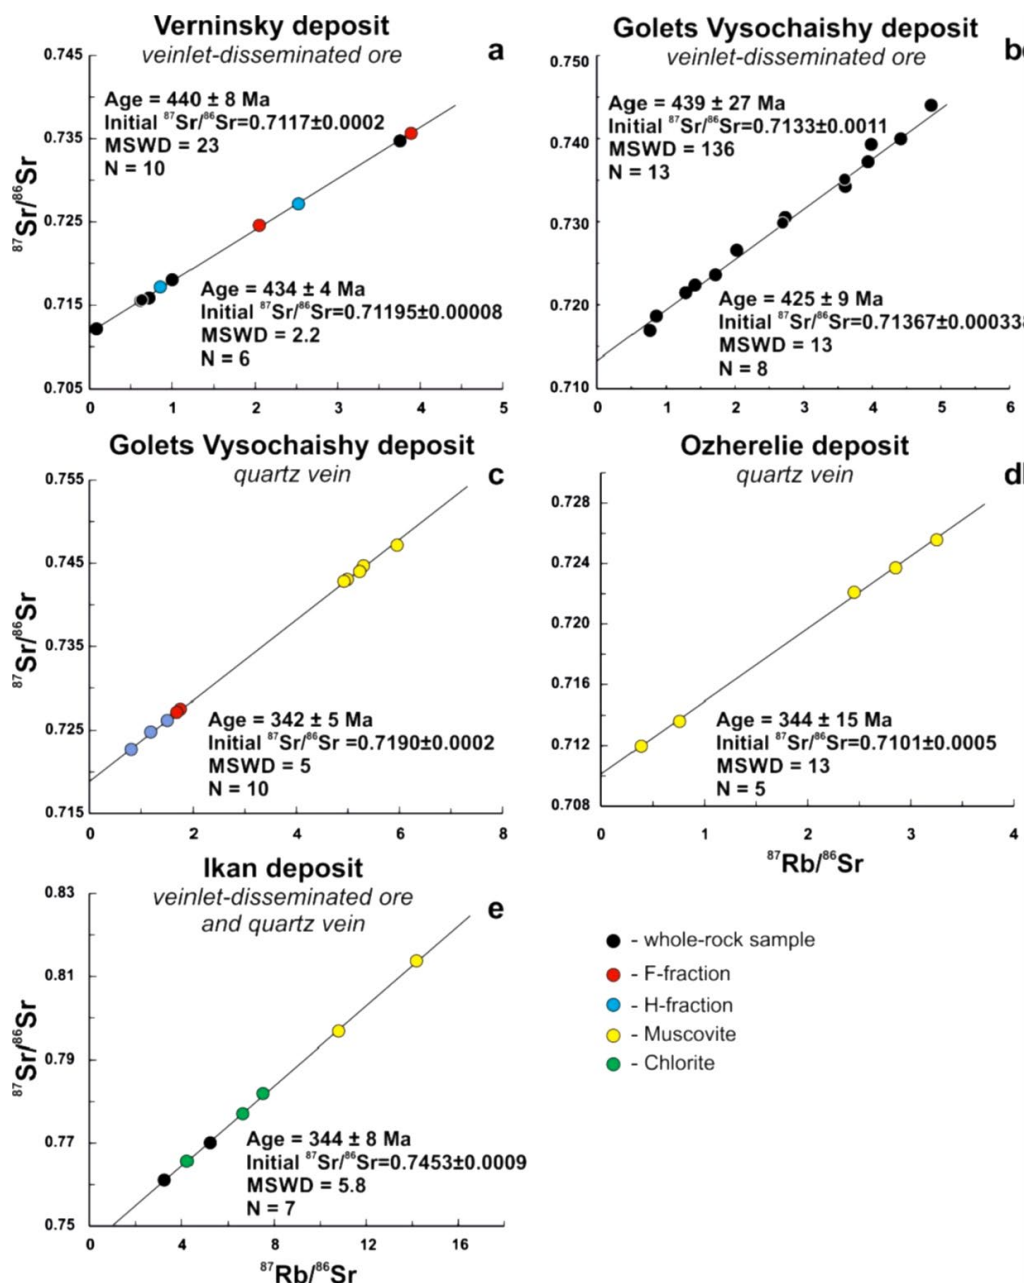 Verninsky deposit
veinlet-disseminated ore
a
Age = 440 ± 8 Ma
Initial ⁸⁷Sr/⁸⁶Sr=0.7117±0.0002
MSWD = 23
N = 10
Age = 434 ± 4 Ma
Initial ⁸⁷Sr/⁸⁶Sr=0.71195±0.00008
MSWD = 2.2
N = 6
⁸⁷Sr/⁸⁶Sr
0.745
0.735
0.725
0.715
0.705
0 1 2 3 4 5
Golets Vysochaishy deposit
veinlet-disseminated ore
Age = 439 ± 27 Ma
Initial ⁸⁷Sr/⁸⁶Sr=0.7133±0.0011
MSWD = 136
N = 13
Age = 425 ± 9 Ma
Initial ⁸⁷Sr/⁸⁶Sr=0.71367±0.00033
MSWD = 13
N = 8
0.750
0.740
0.730
0.720
0.710
0 1 2 3 4 5 6
Golets Vysochaishy deposit
quartz vein
c
Age = 342 ± 5 Ma
Initial ⁸⁷Sr/⁸⁶Sr =0.7190±0.0002
MSWD = 5
N = 10
⁸⁷Sr/⁸⁶Sr
0.755
0.745
0.735
0.725
0.715
0 2 4 6 8
Ozherelie deposit
quartz vein
Age = 344 ± 15 Ma
Initial ⁸⁷Sr/⁸⁶Sr=0.7101±0.0005
MSWD = 13
N = 5
0.728
0.724
0.720
0.716
0.712
0.708
0 1 2 3 4
⁸⁷Rb/⁸⁶Sr
Ikan deposit
veinlet-disseminated ore
and quartz vein
e
Age = 344 ± 8 Ma
Initial ⁸⁷Sr/⁸⁶Sr=0.7453±0.0009
MSWD = 5.8
N = 7
⁸⁷Sr/⁸⁶Sr
0.83
0.81
0.79
0.77
0.75
0 4 8 12 16
⁸⁷Rb/⁸⁶Sr
- whole-rock sample
- F-fraction
- H-fraction
- Muscovite
- Chlorite